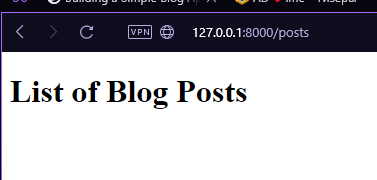 Building a Simple Blog
VPN 127.0.0.1:8000/posts
List of Blog Posts